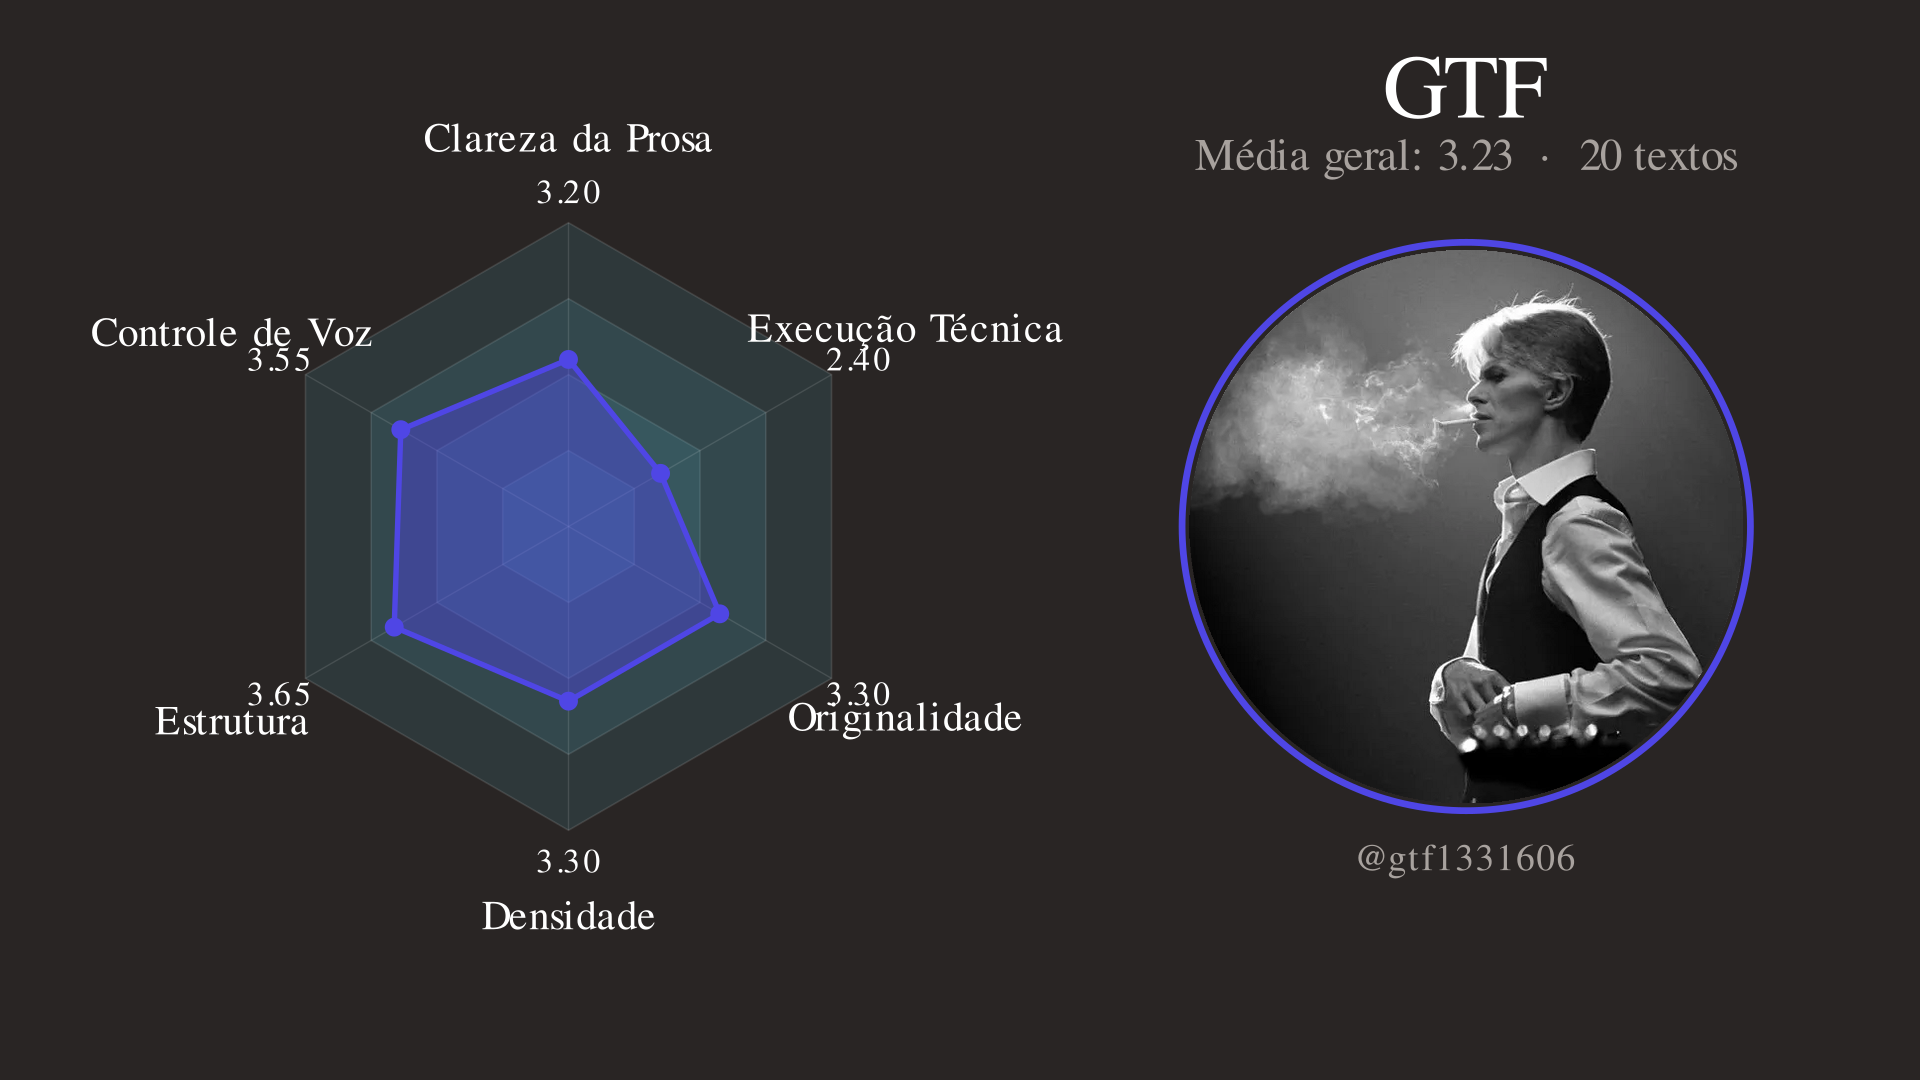 GTF
Média geral: 3.23 · 20 textos
Clareza da Prosa
3.20
Controle de Voz
3.55
Execução Técnica
2.40
3.65
Estrutura
3.30
Originalidade
3.30
Densidade
@gtf1331606